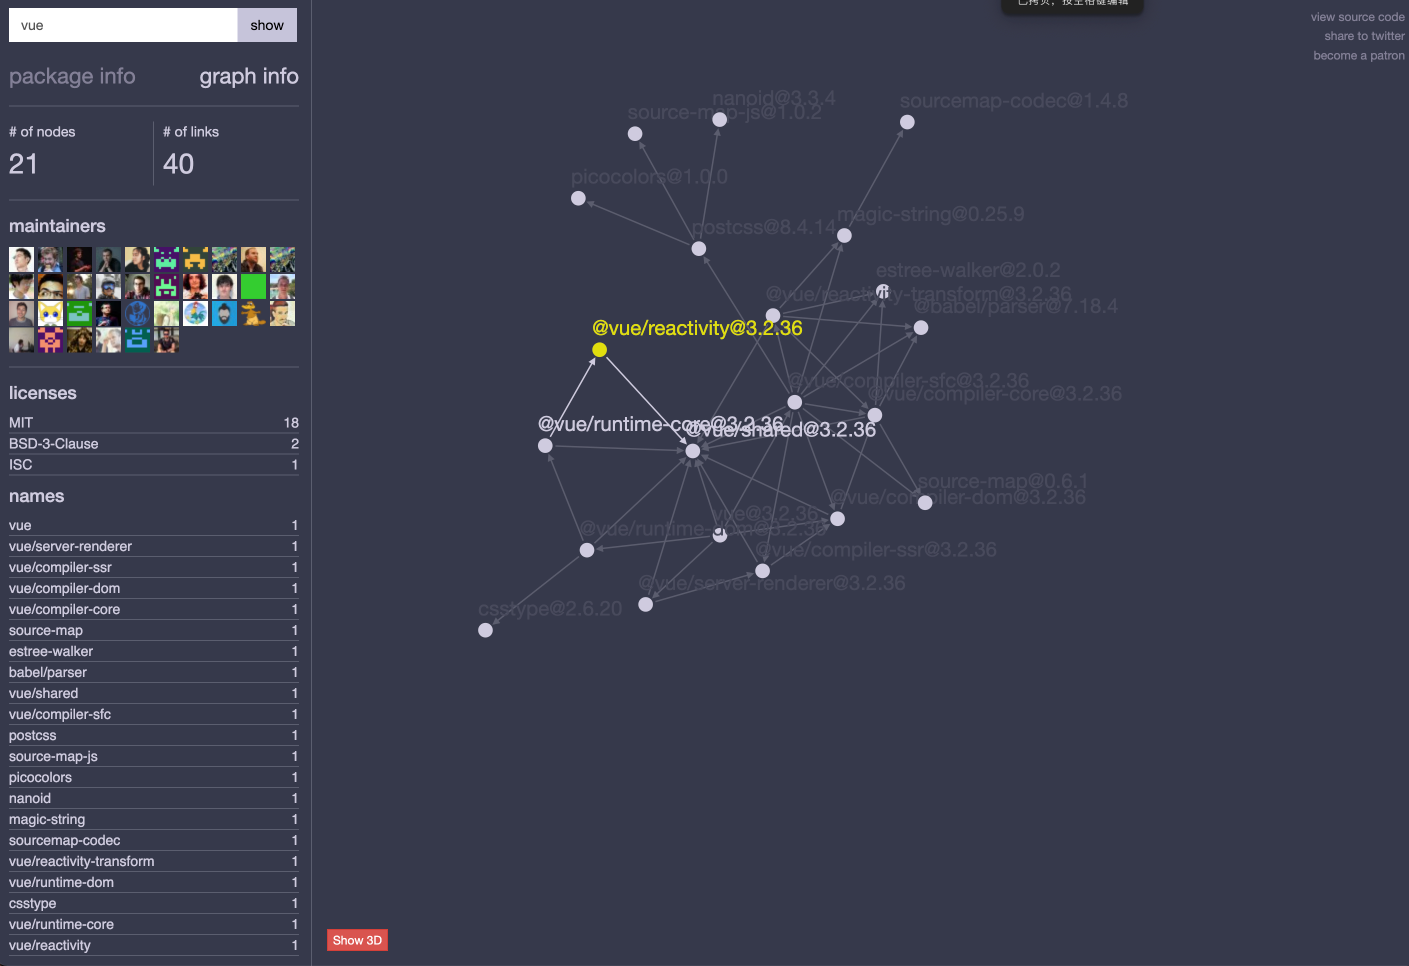 vue
show
package info
graph info
# of nodes
21
# of links
40
maintainers
licenses
MIT 18
BSD-3-Clause 2
ISC 1
names
vue 1
vue/server-renderer 1
vue/compiler-ssr 1
vue/compiler-dom 1
vue/compiler-core 1
source-map 1
estree-walker 1
babel/parser 1
vue/shared 1
vue/compiler-sfc 1
postcss 1
source-map-js 1
picocolors 1
nanoid 1
magic-string 1
sourcemap-codec 1
vue/reactivity-transform 1
vue/runtime-dom 1
csstype 1
vue/runtime-core 1
vue/reactivity 1
已拷贝，按空格键编辑
view source code
share to twitter
become a patron
nanoid@3.3.4
sourcemap-codec@1.4.8
source-map-js@1.0.2
picocolors@1.0.0
magic-string@0.25.9
postcss@8.4.14
estree-walker@2.0.2
@vue/reactivity-transform@3.2.36
@babel/parser@7.18.4
@vue/reactivity@3.2.36
@vue/compiler-sfc@3.2.36
@vue/compiler-core@3.2.36
@vue/runtime-core@3.2.36
@vue/shared@3.2.36
source-map@0.6.1
@vue/compiler-dom@3.2.36
vue@3.2.36
@vue/runtime-dom@3.2.36
@vue/compiler-ssr@3.2.36
@vue/server-renderer@3.2.36
csstype@2.6.20
Show 3D